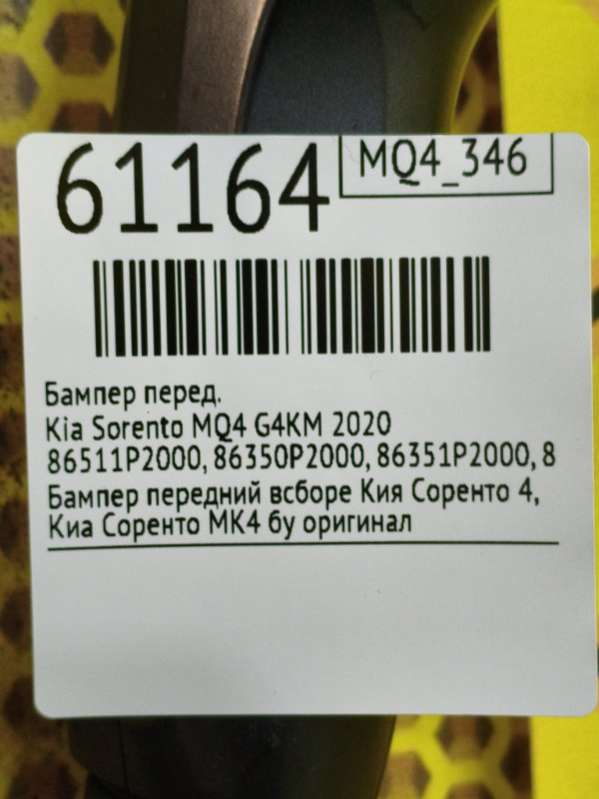 61164
MQ4_346
Бампер перед.
Kia Sorento MQ4 G4KM 2020
86511P2000, 86350P2000, 86351P2000, 8
Бампер передний всборе Кия Соренто 4,
Киа Соренто МК4 бу оригинал